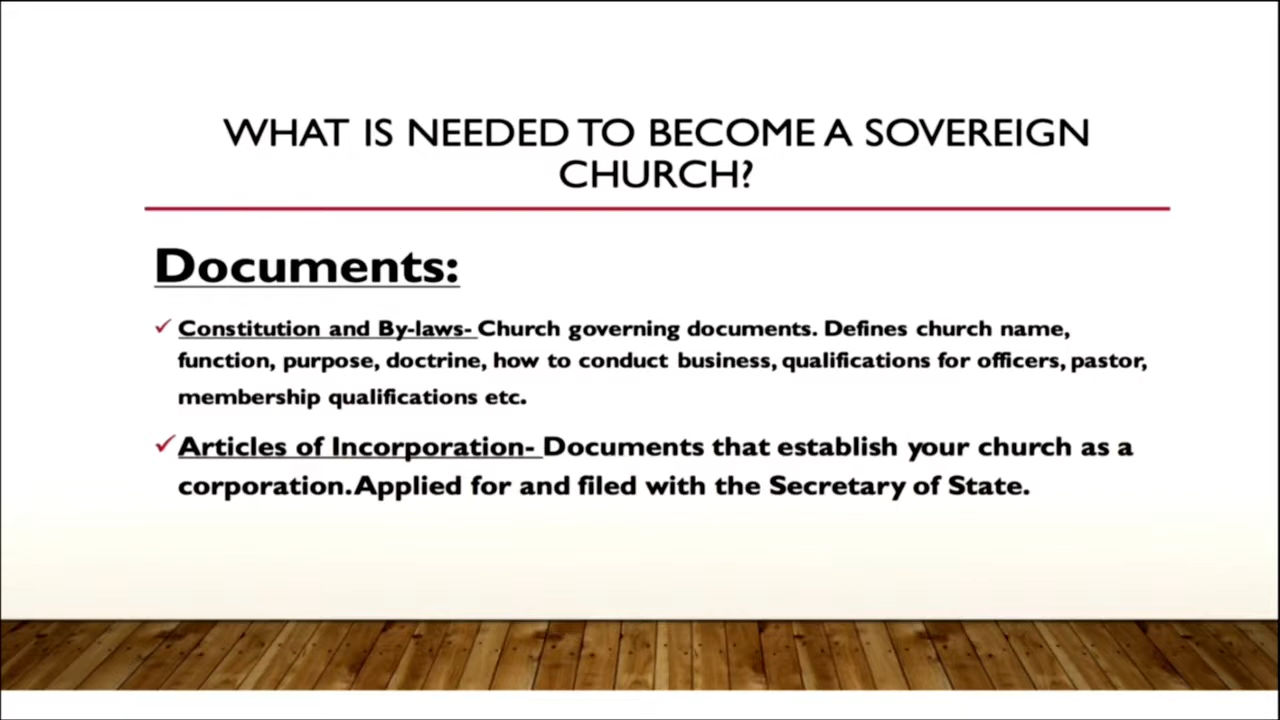 WHAT IS NEEDED TO BECOME A SOVEREIGN
CHURCH?
Documents:
✓ Constitution and By-laws- Church governing documents. Defines church name,
function, purpose, doctrine, how to conduct business, qualifications for officers, pastor,
membership qualifications etc.
✓ Articles of Incorporation- Documents that establish your church as a
corporation. Applied for and filed with the Secretary of State.